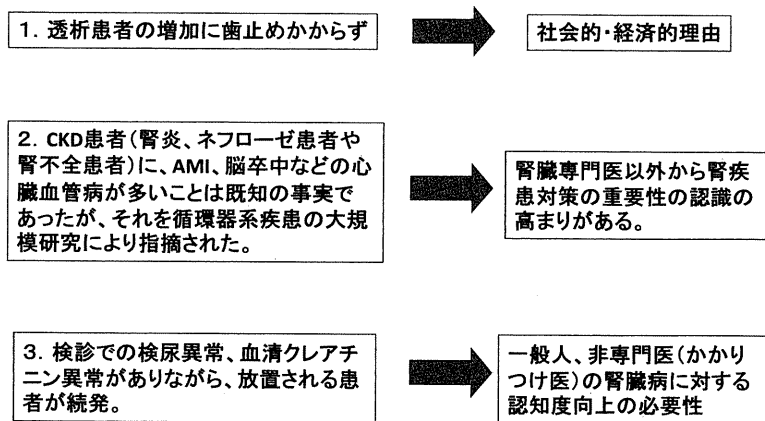 1．透析患者の増加に歯止めかからず
社会的・経済的理由
2．CKD患者（腎炎、ネフローゼ患者や
腎不全患者）に、AMI、脳卒中などの心
臓血管病が多いことは既知の事実で
あったが、それを循環器系疾患の大規
模研究により指摘された。
腎臓専門医以外から腎疾
患対策の重要性の認識の
高まりがある。
3．検診での検尿異常、血清クレアチ
ニン異常がありながら、放置される患
者が続発。
一般人、非専門医（かかり
つけ医）の腎臓病に対する
認知度向上の必要性